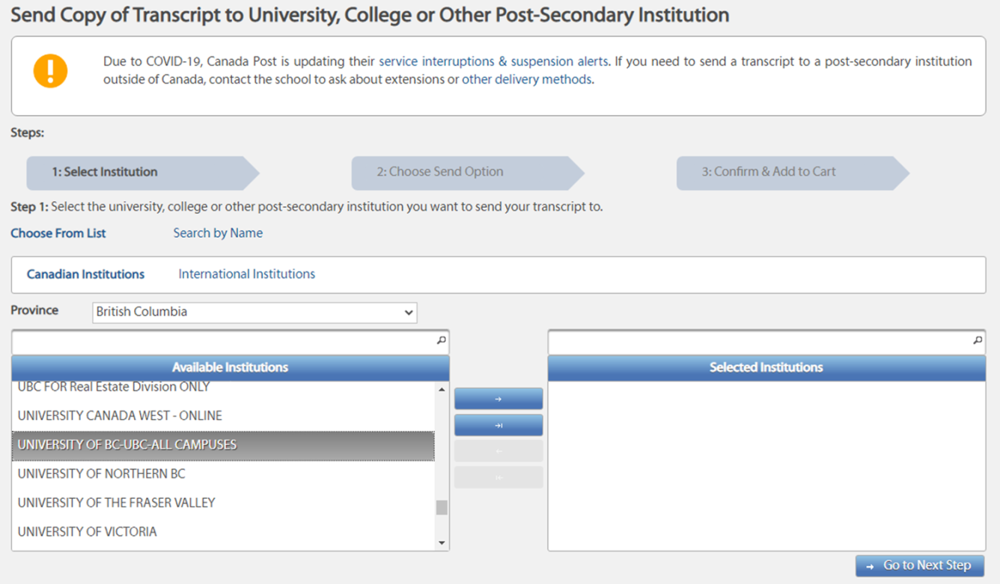 Send Copy of Transcript to University, College or Other Post-Secondary Institution
Due to COVID-19, Canada Post is updating their service interruptions & suspension alerts. If you need to send a transcript to a post-secondary institution
outside of Canada, contact the school to ask about extensions or other delivery methods.
Steps:
1: Select Institution
2: Choose Send Option
3: Confirm & Add to Cart
Step 1: Select the university, college or other post-secondary institution you want to send your transcript to.
Choose From List
Search by Name
Canadian Institutions
International Institutions
Province
British Columbia
Available Institutions
UBC FOR Real Estate Division ONLY
UNIVERSITY CANADA WEST - ONLINE
UNIVERSITY OF BC-UBC-ALL CAMPUSES
UNIVERSITY OF NORTHERN BC
UNIVERSITY OF THE FRASER VALLEY
UNIVERSITY OF VICTORIA
Selected Institutions
Go to Next Step